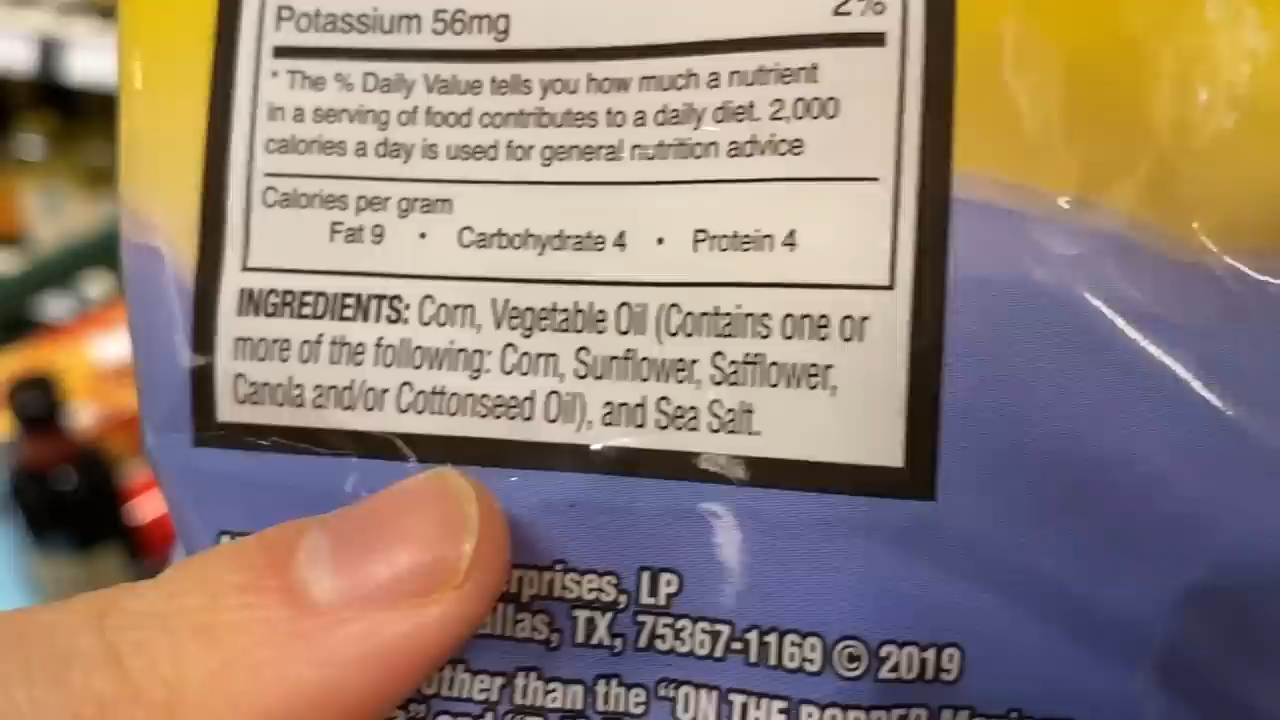 Potassium 56mg 2%
* The % Daily Value tells you how much a nutrient
in a serving of food contributes to a daily diet. 2,000
calories a day is used for general nutrition advice
Calories per gram
Fat 9 • Carbohydrate 4 • Protein 4
INGREDIENTS: Corn, Vegetable Oil (Contains one or
more of the following: Corn, Sunflower, Safflower,
Canola and/or Cottonseed Oil), and Sea Salt.
LP
TX, 75367-1169 © 2019
other than the “ON THE BORDER